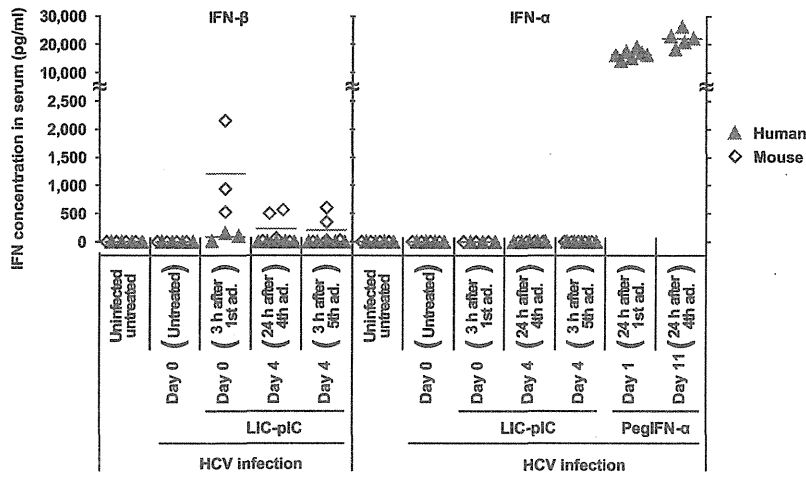 IFN-β IFN-α
IFN concentration in serum (pg/ml)
30,000
20,000
10,000
2,500
1,500
1,000
500
0
Human
Mouse
Uninfected untreated
Day 0 (Untreated)
Day 0 (3 h after 1st ad.)
Day 4 (24 h after 4th ad.)
Day 4 (3 h after 5th ad.)
Uninfected untreated
Day 0 (Untreated)
Day 0 (3 h after 1st ad.)
Day 4 (24 h after 4th ad.)
Day 4 (3 h after 5th ad.)
Day 1 (24 h after 1st ad.)
Day 11 (24 h after 4th ad.)
LIC-pIC LIC-pIC PegIFN-α
HCV infection HCV infection